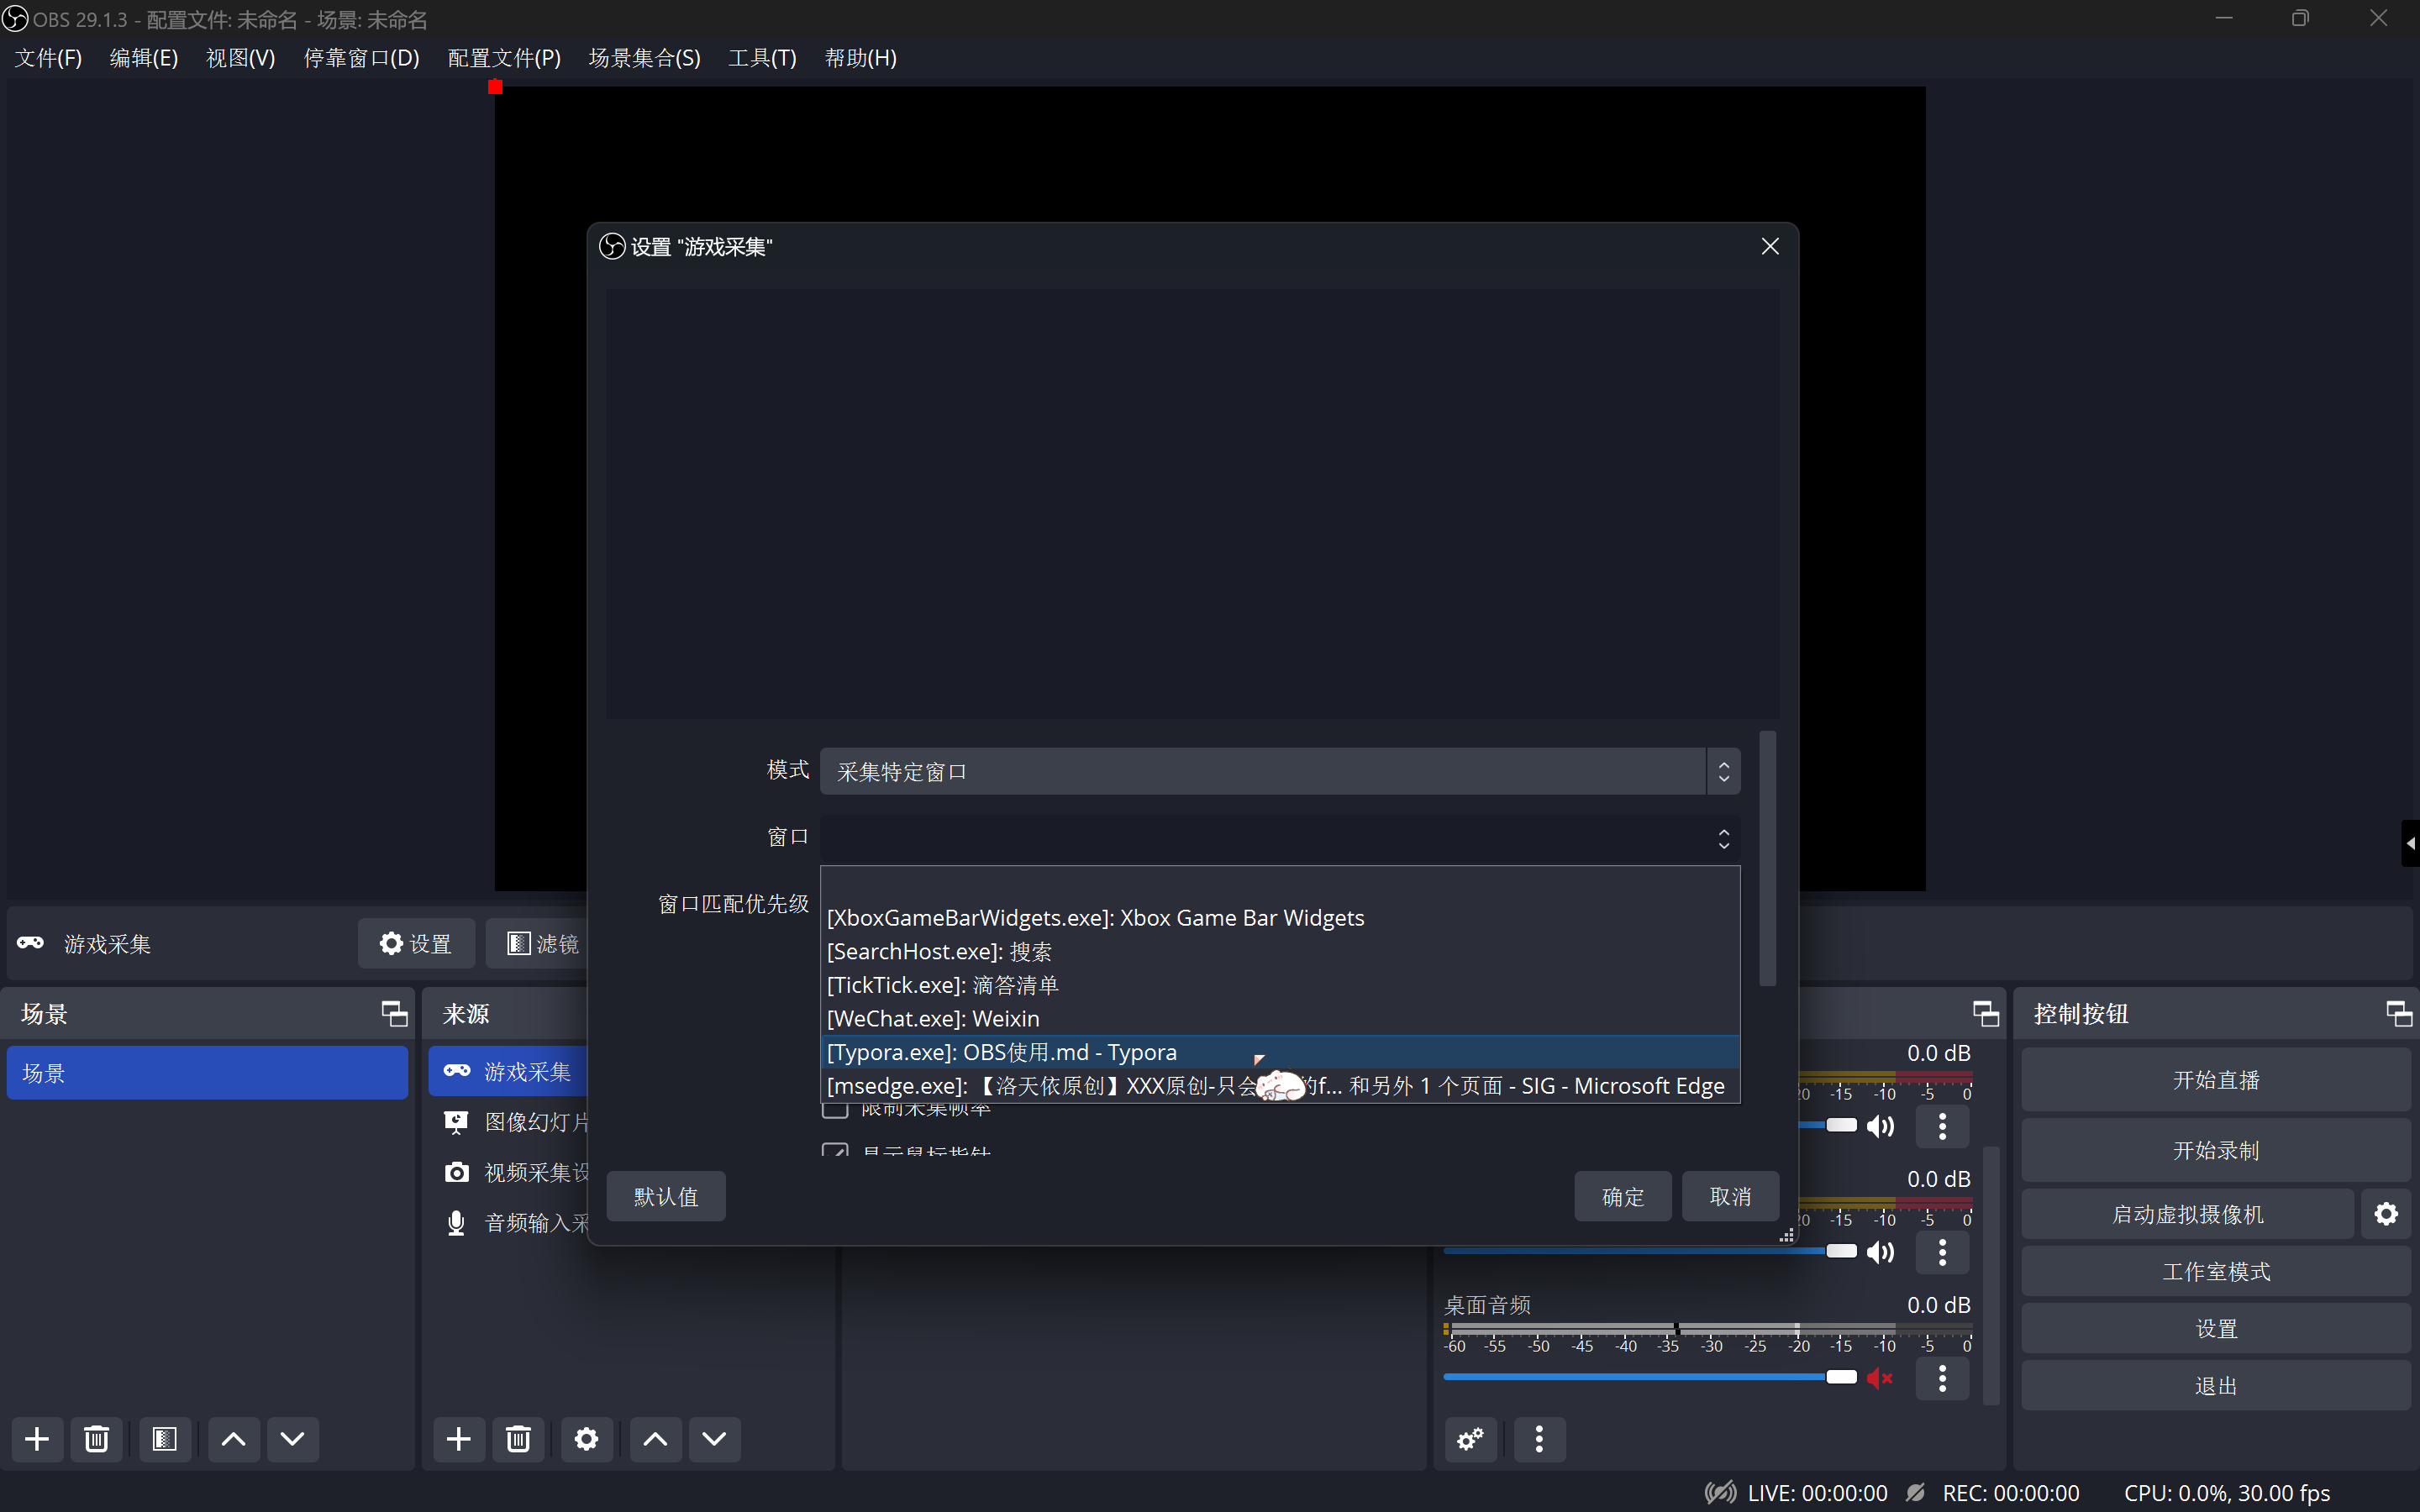 OBS 29.1.3 - 配置文件: 未命名 - 场景: 未命名
文件(F) 编辑(E) 视图(V) 停靠窗口(D) 配置文件(P) 场景集合(S) 工具(T) 帮助(H)
设置 "游戏采集"
模式 采集特定窗口
窗口
窗口匹配优先级
[XboxGameBarWidgets.exe]: Xbox Game Bar Widgets
[SearchHost.exe]: 搜索
[TickTick.exe]: 滴答清单
[WeChat.exe]: Weixin
[Typora.exe]: OBS使用.md - Typora
[msedge.exe]: 【洛天依原创】XXX原创-只会 的f... 和另外 1 个页面 - SIG - Microsoft Edge
限制采集帧率
显示鼠标指针
默认值 确定 取消
游戏采集 设置 滤镜
场景
场景
来源
游戏采集
图像幻灯片
视频采集设
音频输入采
0.0 dB
20 -15 -10 -5 0
0.0 dB
20 -15 -10 -5 0
桌面音频 0.0 dB
-60 -55 -50 -45 -40 -35 -30 -25 -20 -15 -10 -5 0
控制按钮
开始直播
开始录制
启动虚拟摄像机
工作室模式
设置
退出
LIVE: 00:00:00 REC: 00:00:00 CPU: 0.0%, 30.00 fps